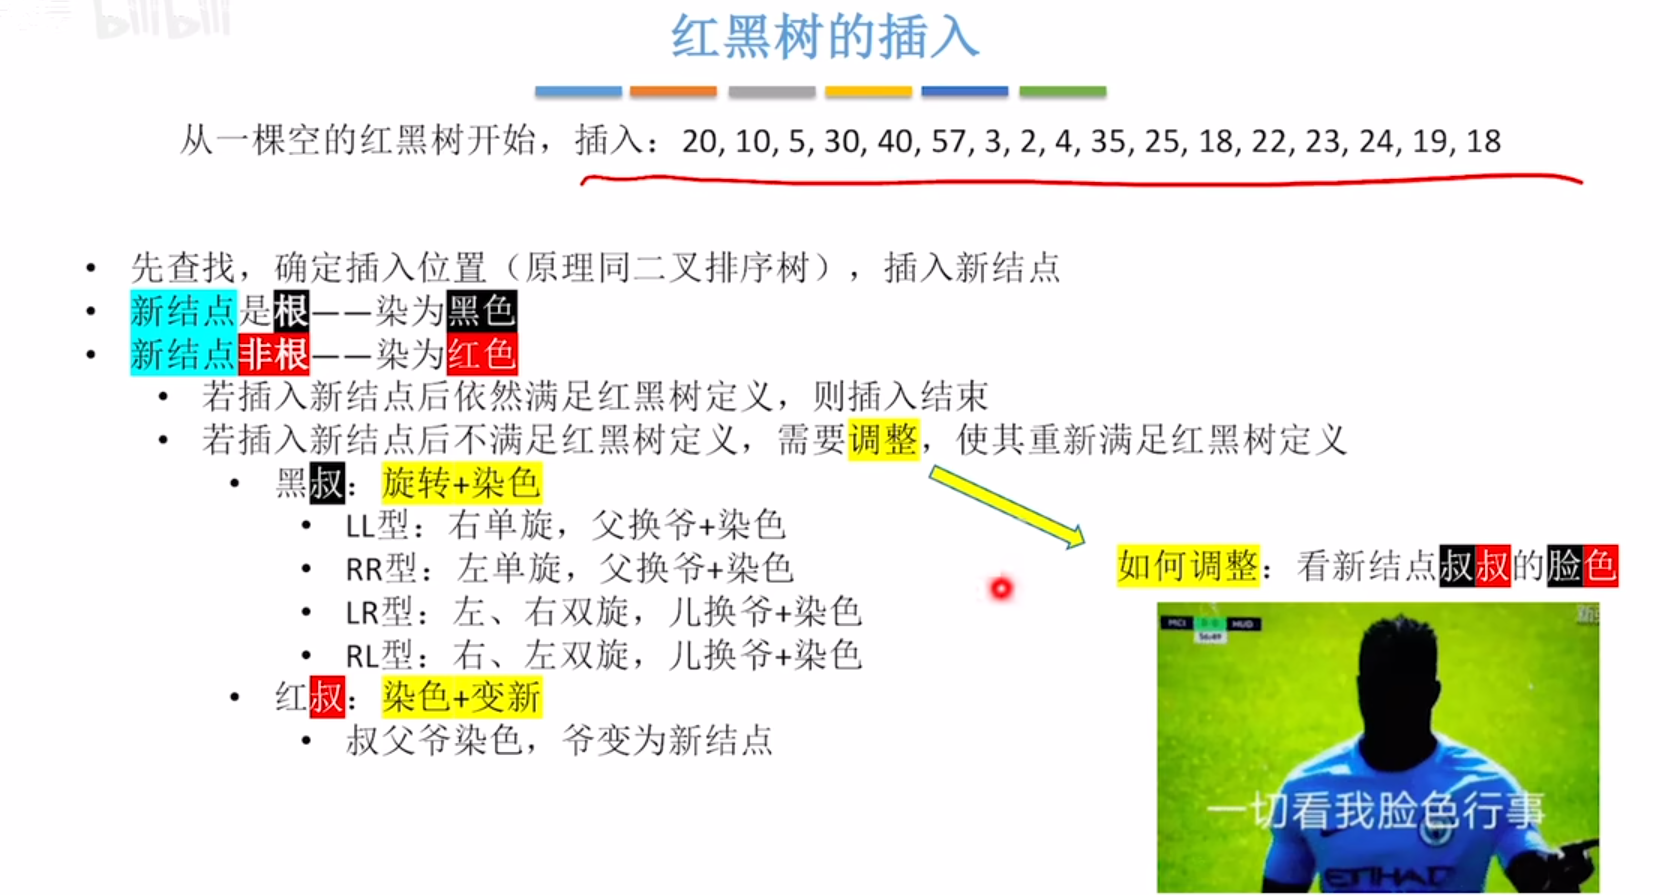 bilibili
红黑树的插入
从一棵空的红黑树开始，插入：20, 10, 5, 30, 40, 57, 3, 2, 4, 35, 25, 18, 22, 23, 24, 19, 18
• 先查找，确定插入位置（原理同二叉排序树），插入新结点
• 新结点是根——染为黑色
• 新结点非根——染为红色
• 若插入新结点后依然满足红黑树定义，则插入结束
• 若插入新结点后不满足红黑树定义，需要调整，使其重新满足红黑树定义
• 黑叔：旋转+染色
• LL型：右单旋，父换爷+染色
• RR型：左单旋，父换爷+染色
• LR型：左、右双旋，儿换爷+染色
• RL型：右、左双旋，儿换爷+染色
• 红叔：染色+变新
• 叔父爷染色，爷变为新结点
如何调整：看新结点叔叔的脸色
MCI 0-0 HUD
56:49
一切看我脸色行事
ETIHAD